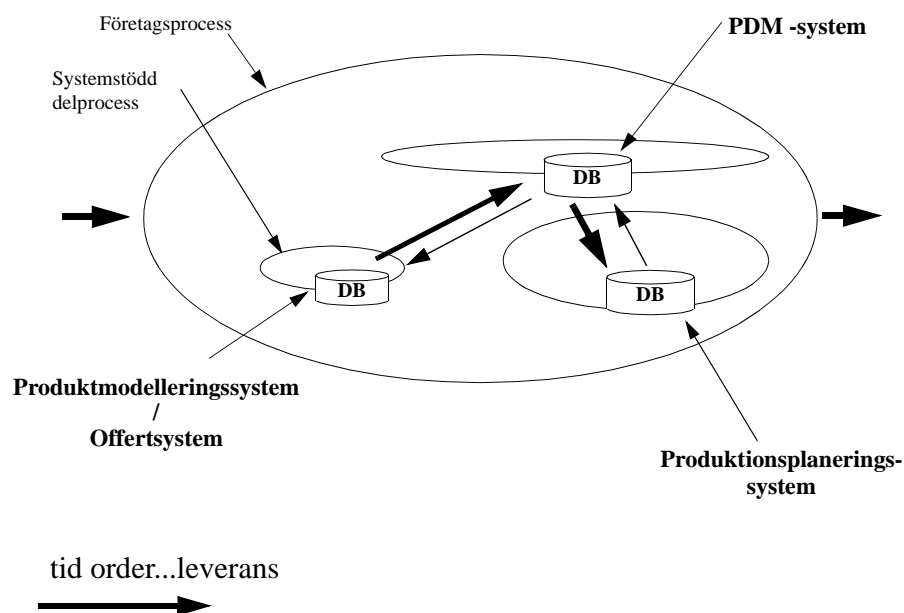 Företagsprocess
PDM -system
Systemstödd
delprocess
DB
DB
DB
Produktmodelleringssystem
/
Offertsystem
Produktionsplanerings-
system
tid order...leverans